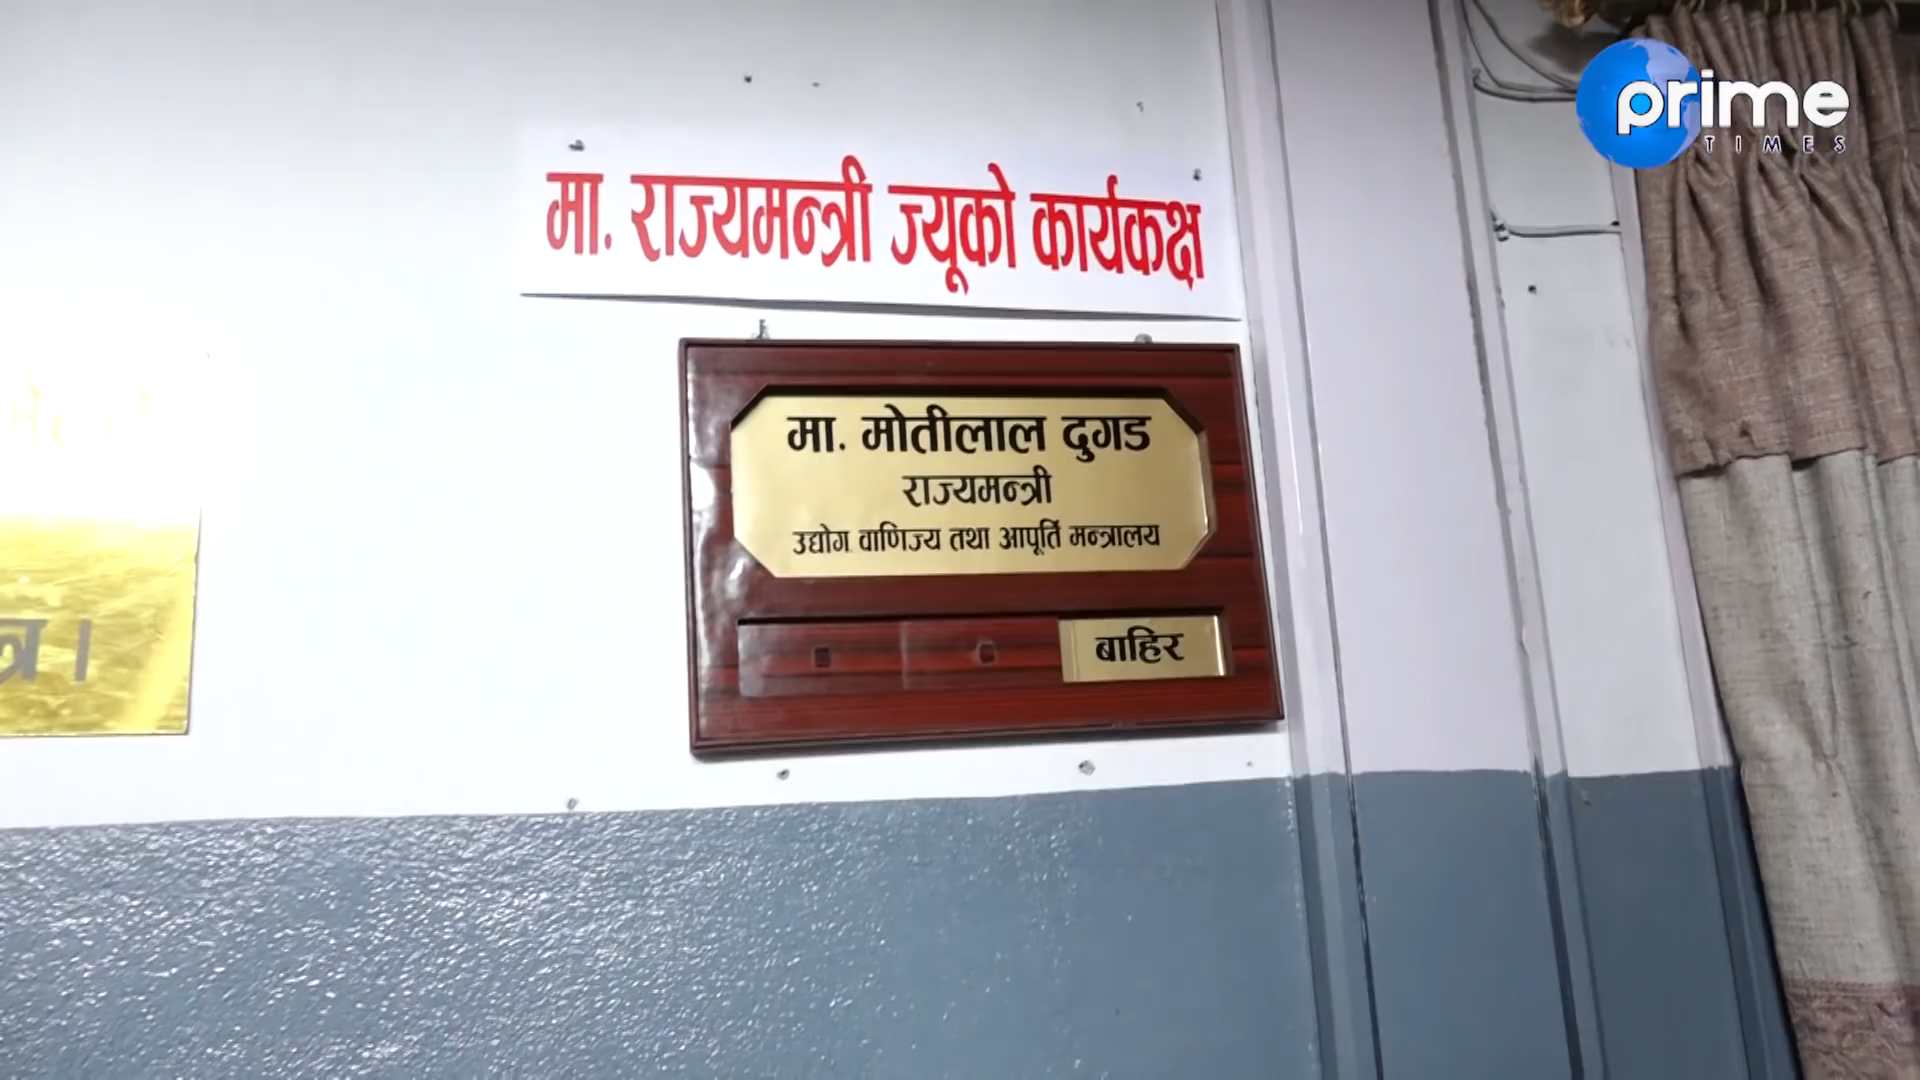 prime
TIMES
मा. राज्यमन्त्री ज्यूको कार्यकक्ष
मा. मोतीलाल दुगड
राज्यमन्त्री
उद्योग वाणिज्य तथा आपूर्ति मन्त्रालय
बाहिर